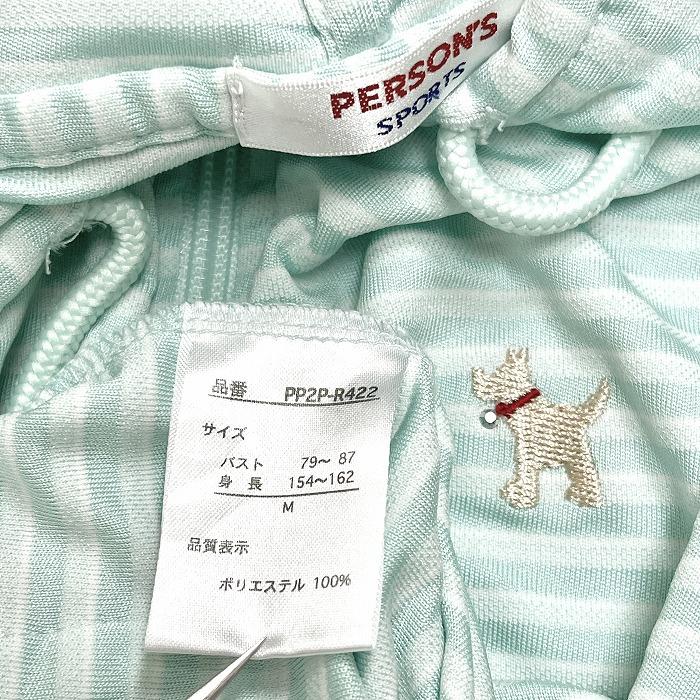 PERSON'S
SPORTS
品番 PP2P-R422
サイズ
バスト 79〜 87
身 長 154〜162
M
品質表示
ポリエステル 100%